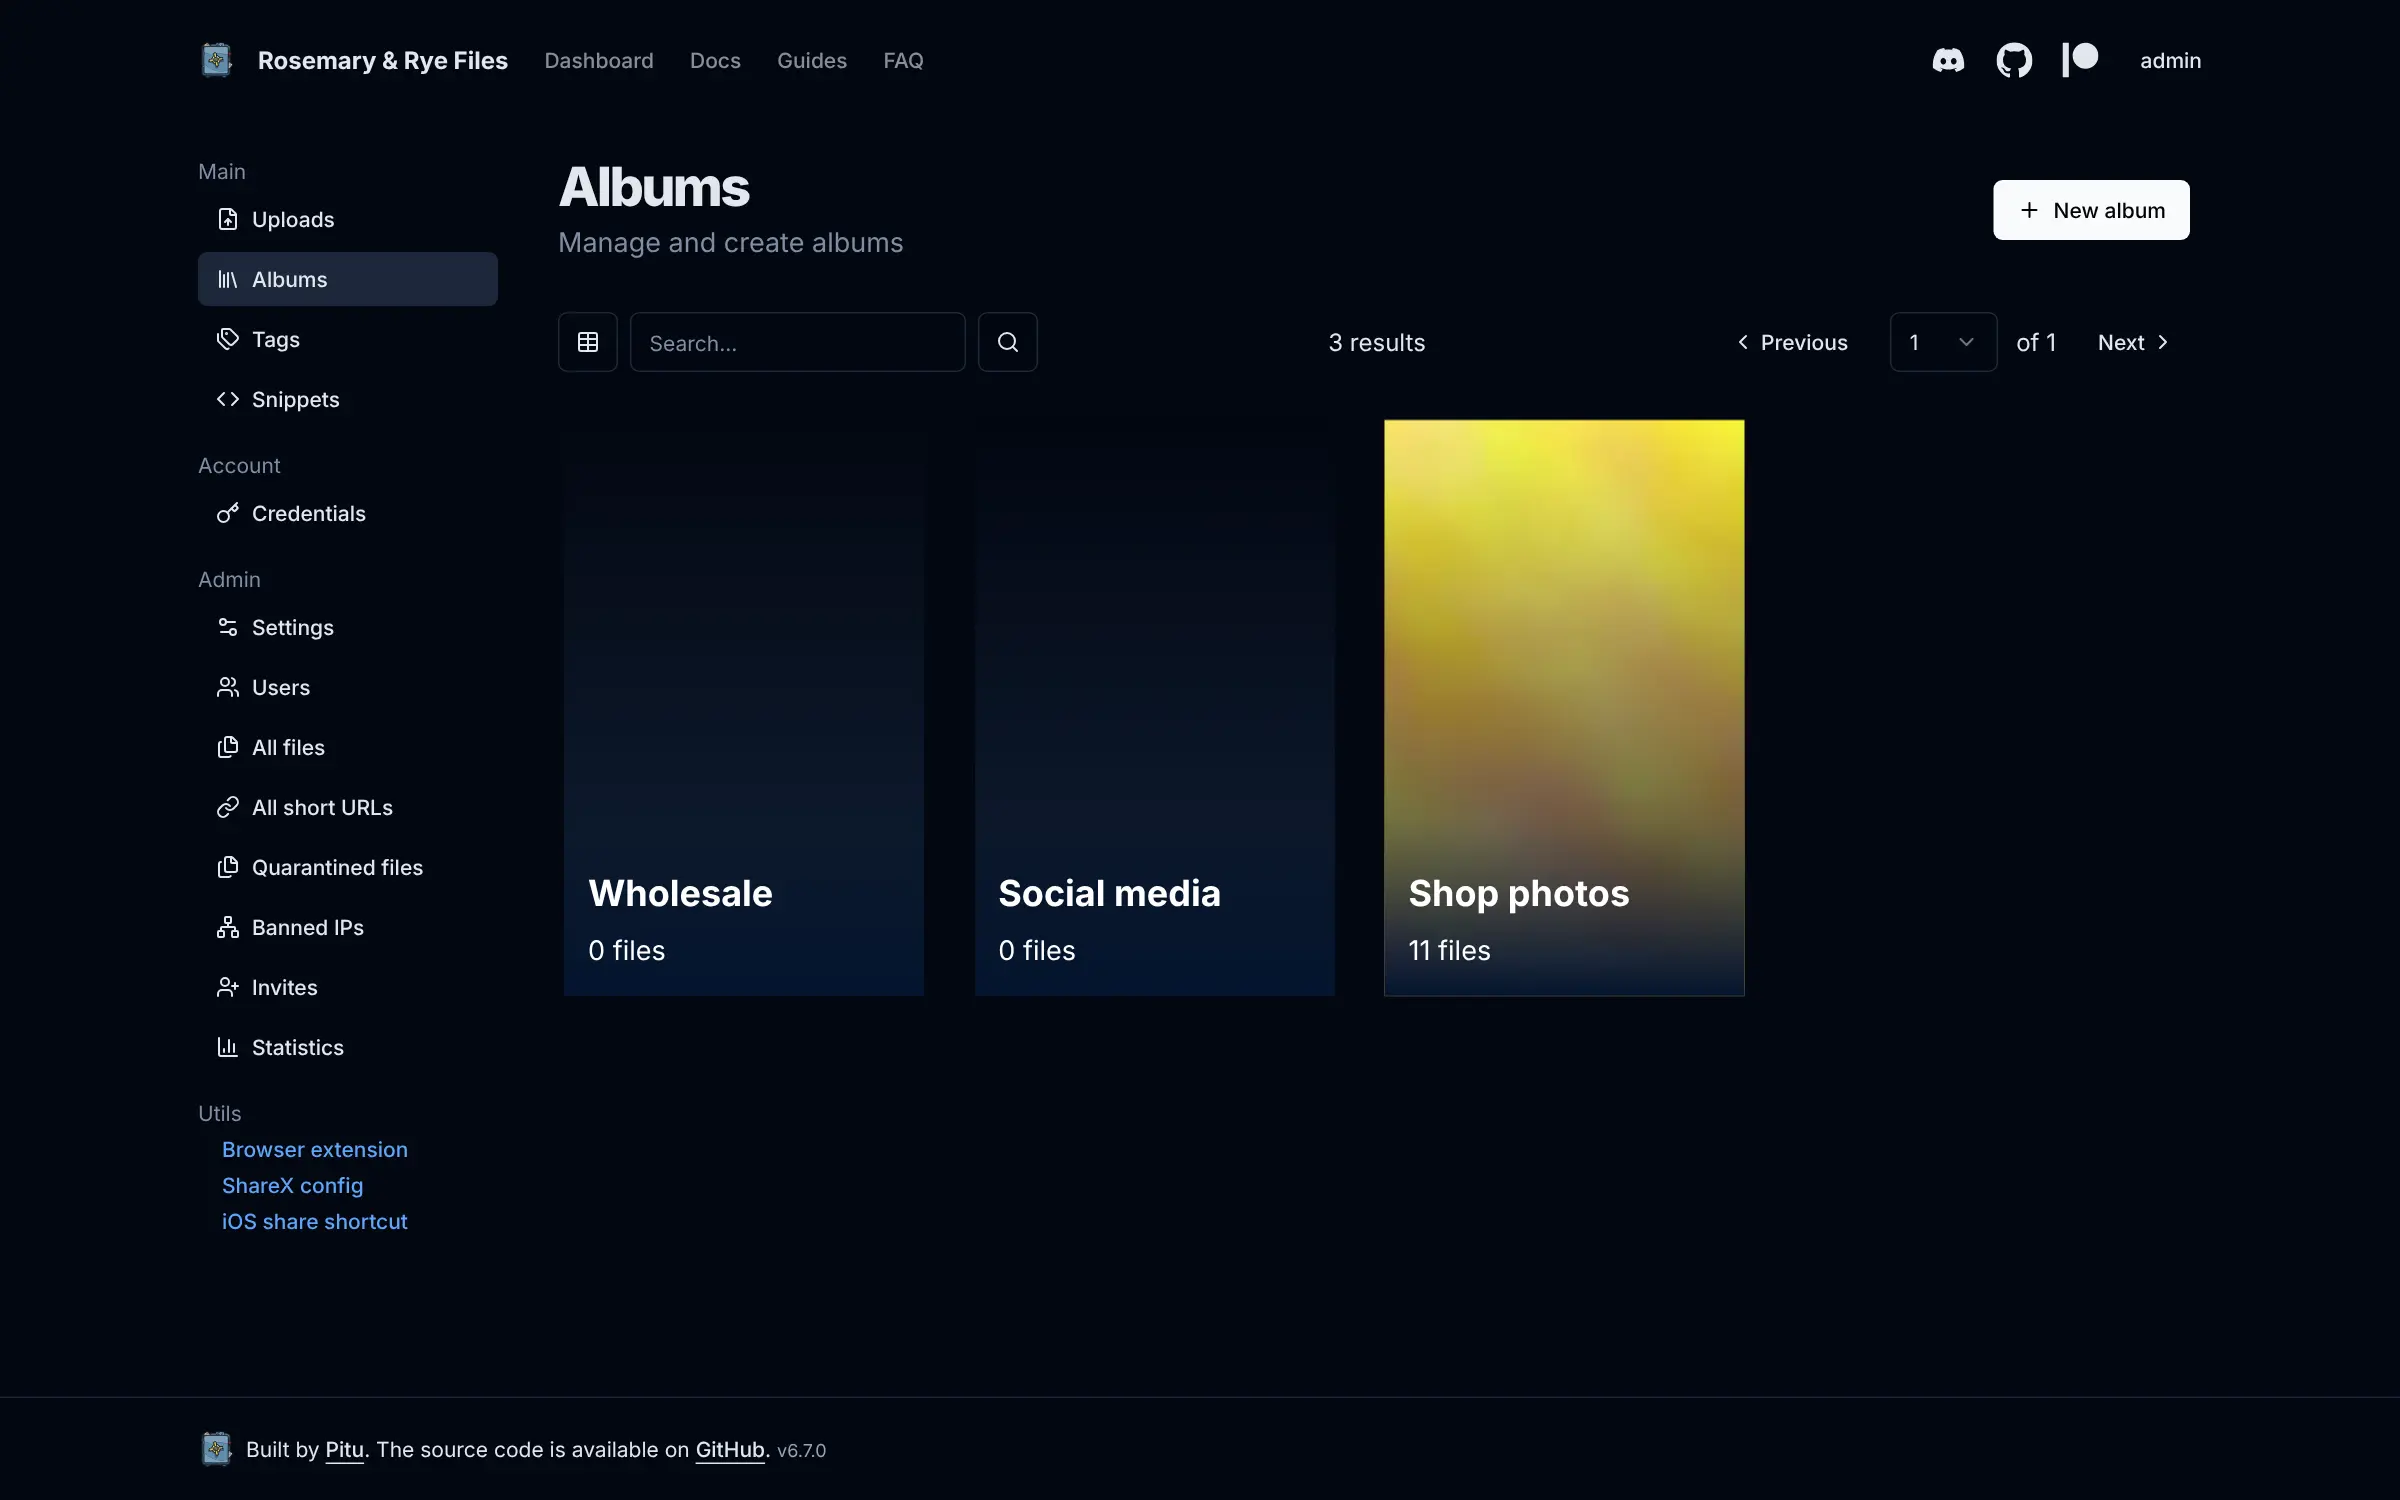 Rosemary & Rye Files Dashboard Docs Guides FAQ admin
Main
Uploads
Albums
Tags
Snippets
Account
Credentials
Admin
Settings
Users
All files
All short URLs
Quarantined files
Banned IPs
Invites
Statistics
Utils
Browser extension
ShareX config
iOS share shortcut
Albums
Manage and create albums
New album
Search...
3 results
Previous 1 of 1 Next
Wholesale
0 files
Social media
0 files
Shop photos
11 files
Built by Pitu. The source code is available on GitHub. v6.7.0